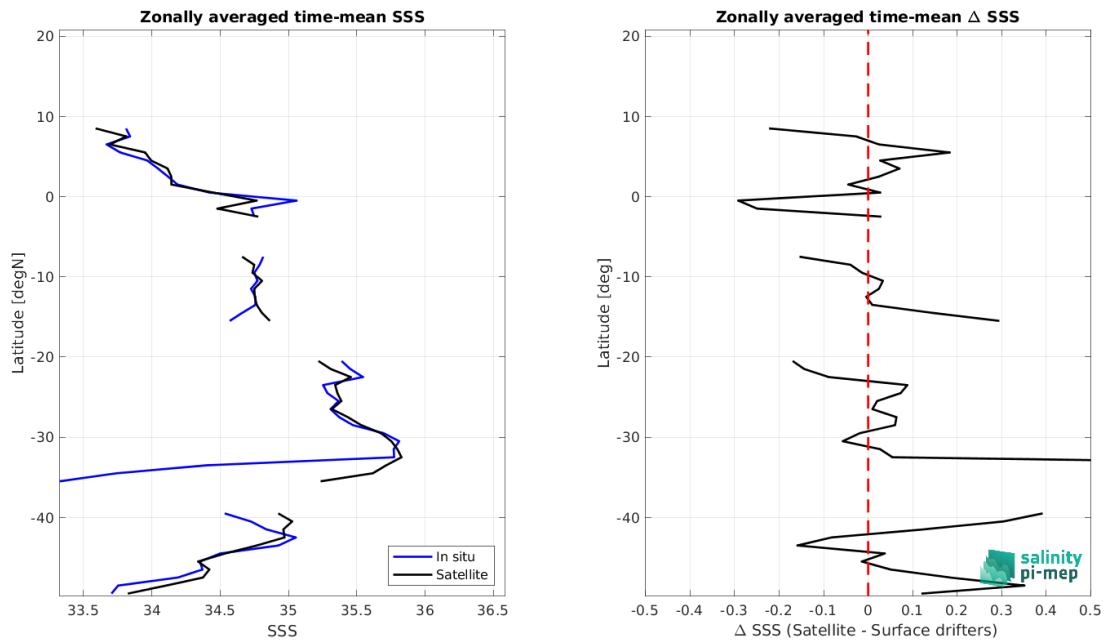 Zonally averaged time-mean SSS
20
10
0
-10
-20
-30
-40
Latitude [degN]
33.5 34 34.5 35 35.5 36 36.5
SSS
In situ
Satellite
Zonally averaged time-mean Δ SSS
20
10
0
-10
-20
-30
-40
Latitude [deg]
-0.5 -0.4 -0.3 -0.2 -0.1 0 0.1 0.2 0.3 0.4 0.5
Δ SSS (Satellite - Surface drifters)
salinity
pi-mep